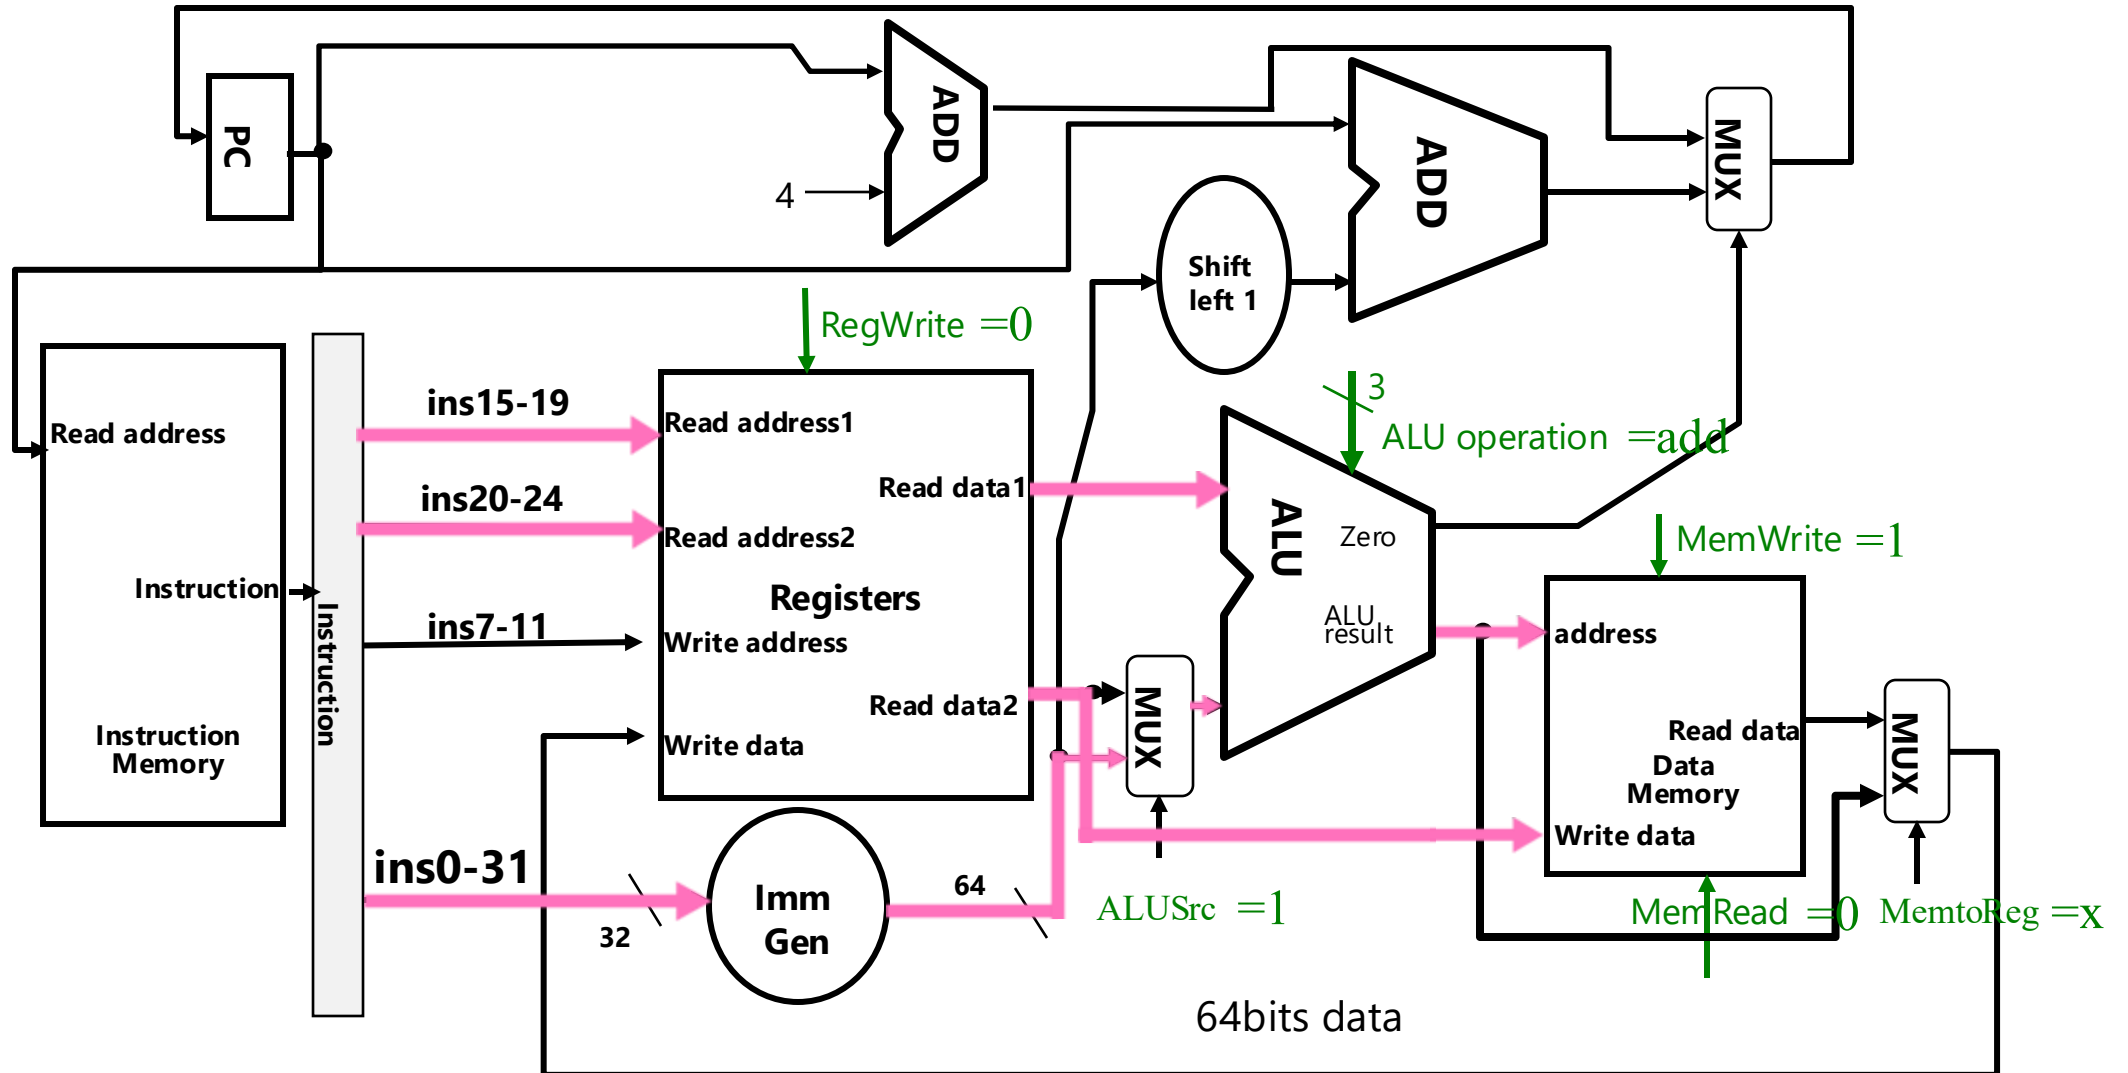 PC
ADD
4
ADD
MUX
Shift
left 1
RegWrite =0
3
ALU operation =add
Read address
Instruction
Instruction
Memory
Instruction
ins15-19
ins20-24
ins7-11
ins0-31
32
Read address1
Read data1
Read address2
Registers
Write address
Read data2
Write data
Imm
Gen
64
MUX
ALUSrc =1
ALU
Zero
ALU
result
MemWrite =1
address
Read data
Data
Memory
Write data
MemRead =0
MUX
MemtoReg =x
64bits data